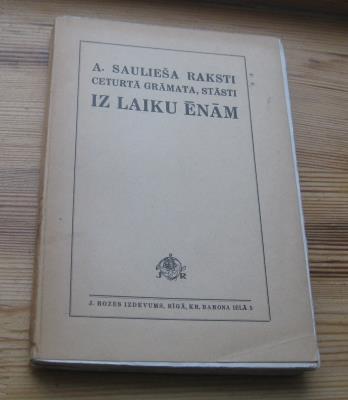 A. SAULIEŠA RAKSTI
CETURTĀ GRĀMATA, STĀSTI
IZ LAIKU ĒNĀM
J R
J. ROZES IZDEVUMS, RĪGĀ, KR. BARONA IELĀ 5